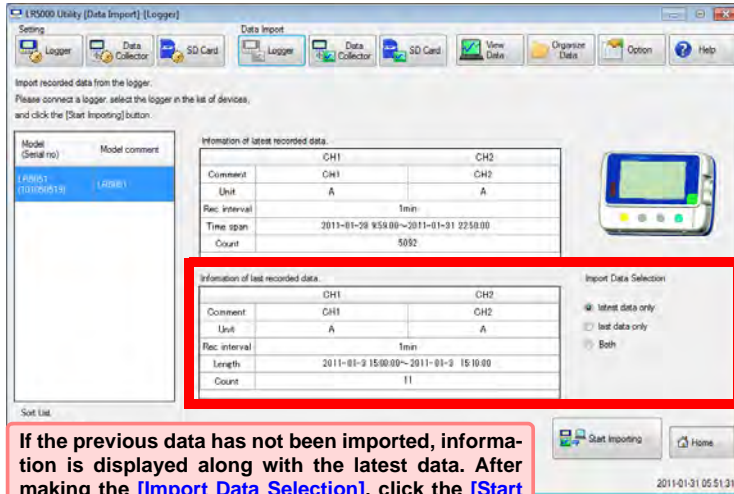 LR5000 Utility [Data Import]-[Logger]
Setting Data Import
Logger Data Collector SD Card Logger Data Collector SD Card View Data Organize Data Option Help
Import recorded data from the logger.
Please connect a logger, select the logger in the list of devices,
and click the [Start Importing] button.
Model (Serial no) Model comment
LR5051 (101050519) LR5051
Infomation of latest recorded data.
CH1 CH2
Comment CH1 CH2
Unit A A
Rec. interval 1min
Time span
Count 5092
Infomation of last recorded data.
CH1 CH2
Comment CH1 CH2
Unit A A
Rec. interval 1min
Length 2011-01-3 15:00:00~2011-01-3 15:10:00
Count 11
Import Data Selection
latest data only
last data only
Both
Sort List
Start Importing Home
2011-01-31 05:51:31
If the previous data has not been imported, informa-
tion is displayed along with the latest data. After
making the [Import Data Selection], click the [Start